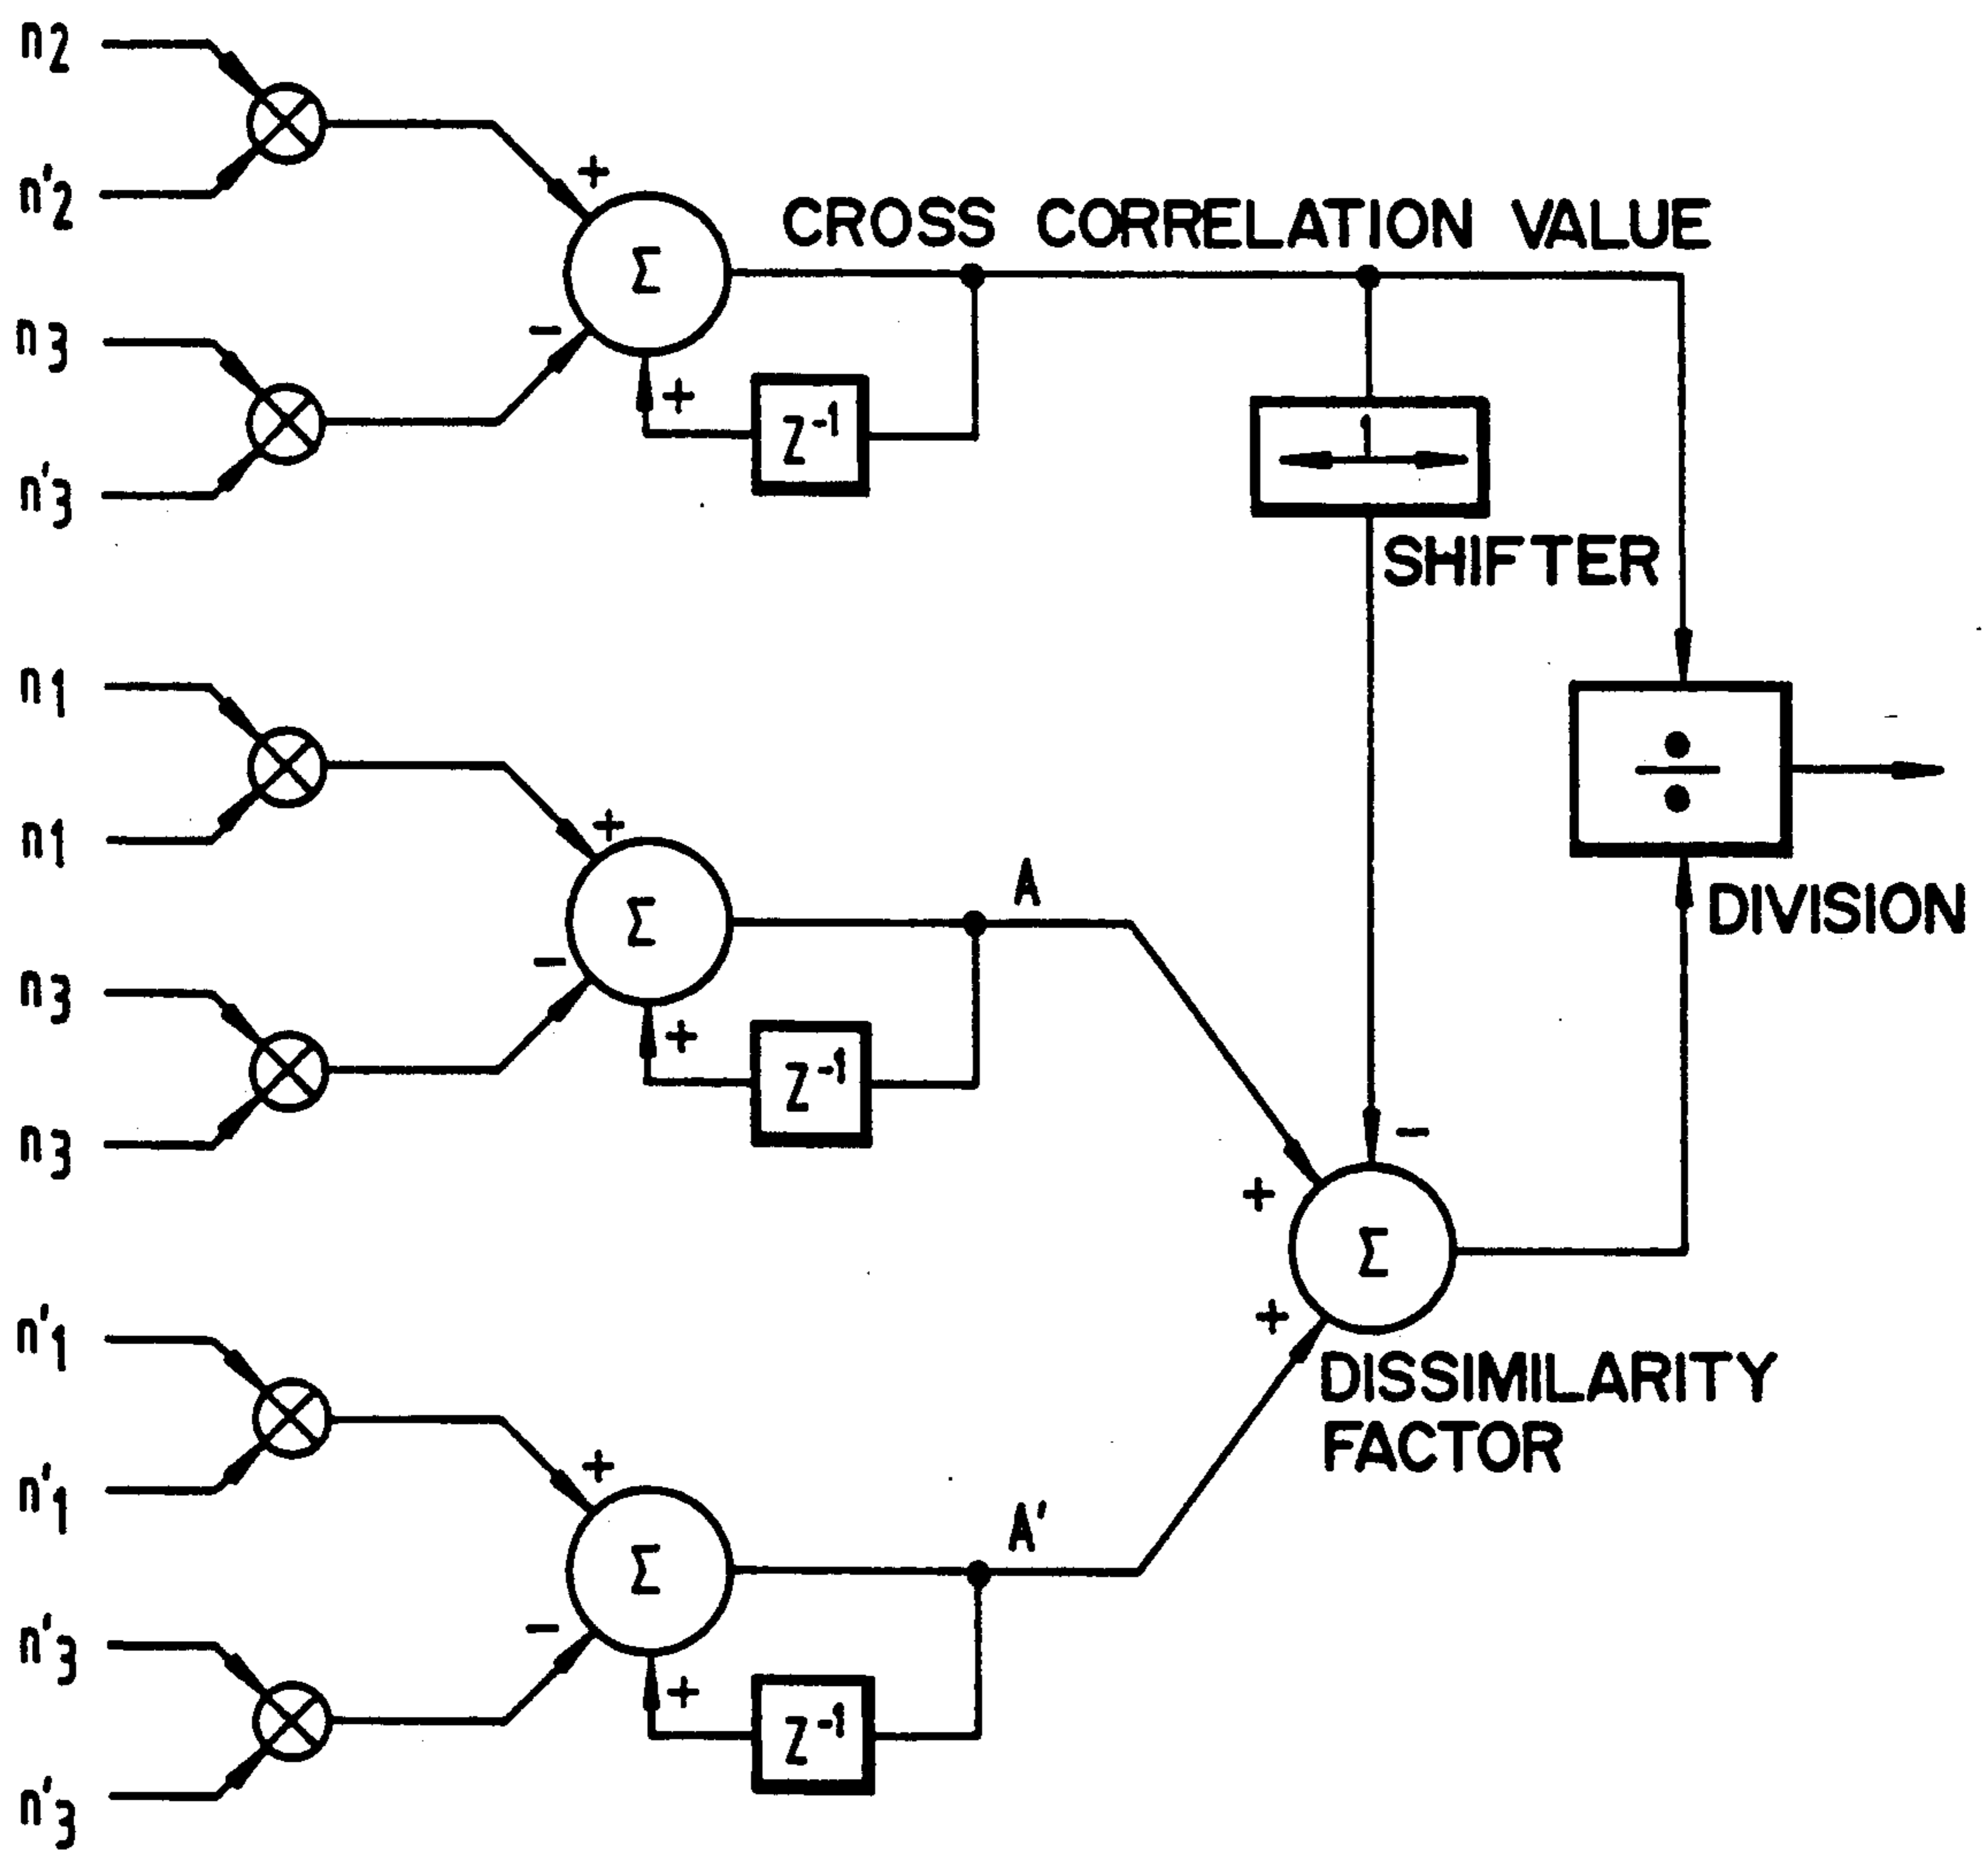 n2
+
n'2
Σ
CROSS CORRELATION VALUE
n3
-
+
Z-1
n'3
1
SHIFTER
n1
÷
+
n1
A
Σ
DIVISION
-
n3
+
Z-1
n3
-
+
Σ
n'1
+
DISSIMILARITY
FACTOR
+
n'1
A'
Σ
-
n'3
+
Z-1
n'3